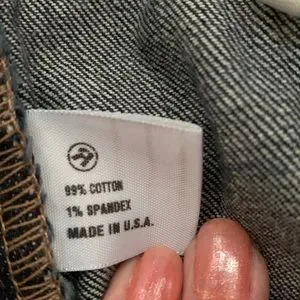 99% COTTON
1% SPANDEX
MADE IN U.S.A.